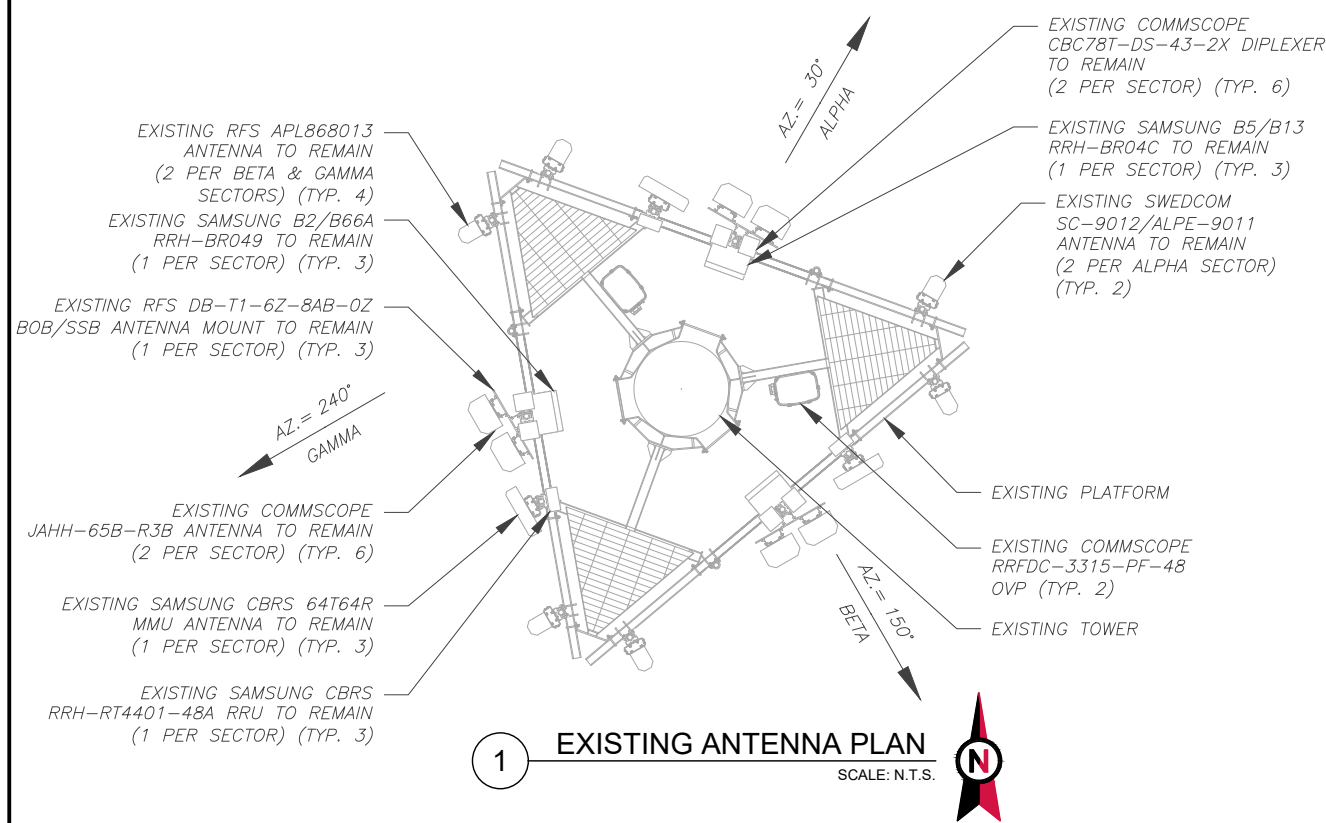 EXISTING RFS APL868013
ANTENNA TO REMAIN
(2 PER BETA & GAMMA
SECTORS) (TYP. 4)
EXISTING SAMSUNG B2/B66A
RRH-BR049 TO REMAIN
(1 PER SECTOR) (TYP. 3)
EXISTING RFS DB-T1-6Z-8AB-0Z
BOB/SSB ANTENNA MOUNT TO REMAIN
(1 PER SECTOR) (TYP. 3)
AZ.= 240°
GAMMA
EXISTING COMMSCOPE
JAHH-65B-R3B ANTENNA TO REMAIN
(2 PER SECTOR) (TYP. 6)
EXISTING SAMSUNG CBRS 64T64R
MMU ANTENNA TO REMAIN
(1 PER SECTOR) (TYP. 3)
EXISTING SAMSUNG CBRS
RRH-RT4401-48A RRU TO REMAIN
(1 PER SECTOR) (TYP. 3)
AZ.= 30°
ALPHA
EXISTING COMMSCOPE
CBC78T-DS-43-2X DIPLEXER
TO REMAIN
(2 PER SECTOR) (TYP. 6)
EXISTING SAMSUNG B5/B13
RRH-BR04C TO REMAIN
(1 PER SECTOR) (TYP. 3)
EXISTING SWEDCOM
SC-9012/ALPE-9011
ANTENNA TO REMAIN
(2 PER ALPHA SECTOR)
(TYP. 2)
EXISTING PLATFORM
EXISTING COMMSCOPE
RRFDC-3315-PF-48
OVP (TYP. 2)
EXISTING TOWER
AZ.= 150°
BETA
1
EXISTING ANTENNA PLAN
SCALE: N.T.S.
N